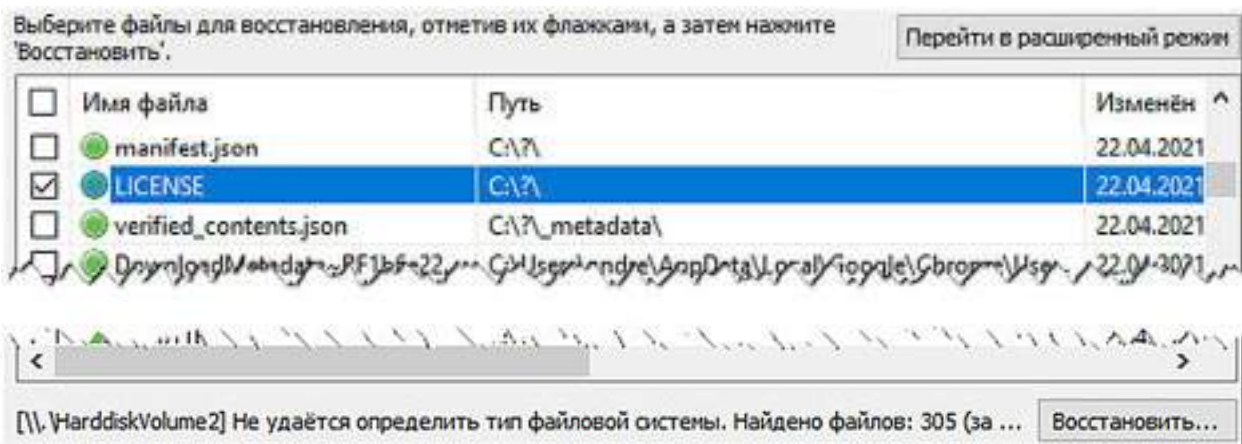 Выберите файлы для восстановления, отметив их флажками, а затем нажмите
'Восстановить'.
Перейти в расширенный режим
Имя файла Путь Изменён
manifest.json C:\?\ 22.04.2021
LICENSE C:\?\ 22.04.2021
verified_contents.json C:\?\_metadata\ 22.04.2021
[\\.\HarddiskVolume2] Не удаётся определить тип файловой системы. Найдено файлов: 305 (за ...
Восстановить...